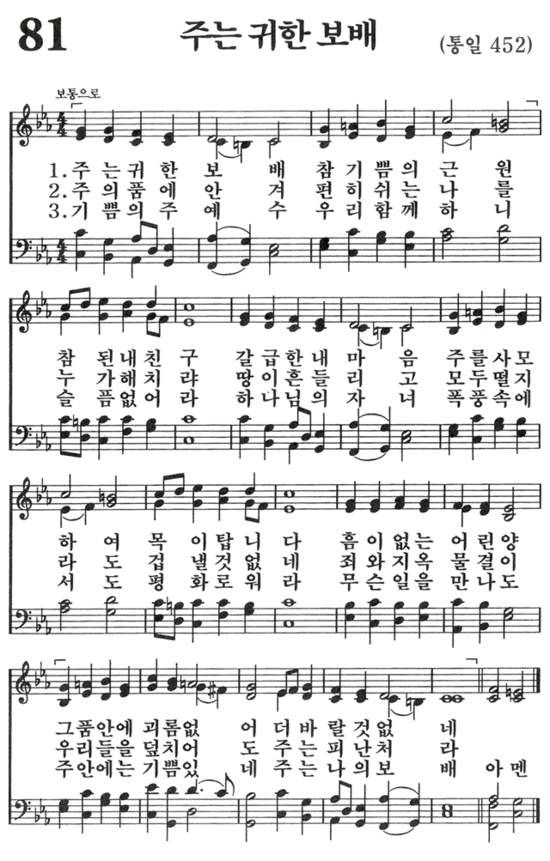 81 주는 귀한 보배 (통일 452)
보통으로
1. 주 는 귀 한 보 배 참 기 쁨 의 근 원
2. 주 의 품 에 안 겨 편 히 쉬 는 나 를
3. 기 쁨 의 주 예 수 우 리 함 께 하 니
참 된 내 친 구 갈 급 한 내 마 음 주 를 사 모
누 가 해 치 랴 땅 이 흔 들 리 고 모 두 떨 지
슬 픔 없 어 라 하 나 님 의 자 녀 폭 풍 속 에
하 여 목 이 탑 니 다 흠 이 없 는 어 린 양
라 도 겁 낼 것 없 네 죄 와 지 옥 물 결 이
서 도 평 화 로 워 라 무 슨 일 을 만 나 도
그 품 안 에 괴 롬 없 어 더 바 랄 것 없 네
우 리 들 을 덮 치 어 도 주 는 피 난 처 라
주 안 에 는 기 쁨 있 네 주 는 나 의 보 배 아 멘